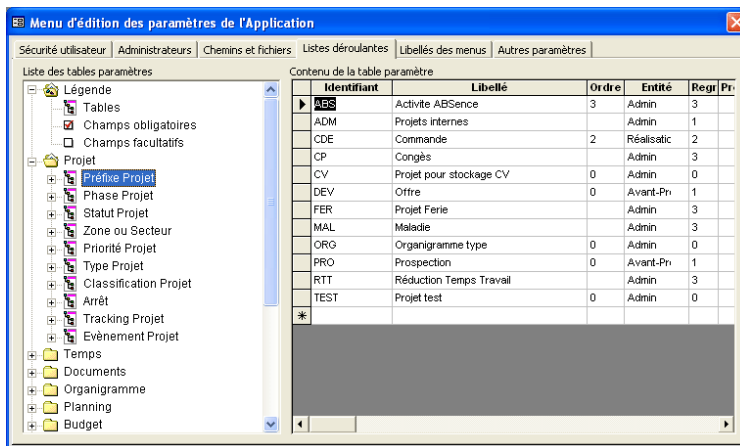 Menu d'édition des paramètres de l'Application
Sécurité utilisateur Administrateurs Chemins et fichiers Listes déroulantes Libellés des menus Autres paramètres
Liste des tables paramètres
Légende
Tables
Champs obligatoires
Champs facultatifs
Projet
Préfixe Projet
Phase Projet
Statut Projet
Zone ou Secteur
Priorité Projet
Type Projet
Classification Projet
Arrêt
Tracking Projet
Evènement Projet
Temps
Documents
Organigramme
Planning
Budget
Contenu de la table paramètre
Identifiant Libellé Ordre Entité Regr Pr
ABS Activite ABSence 3 Admin 3
ADM Projets internes Admin 1
CDE Commande 2 Réalisatic 2
CP Congès Admin 3
CV Projet pour stockage CV 0 Admin 0
DEV Offre 0 Avant-Pr 1
FER Projet Ferie Admin 3
MAL Maladie Admin 3
ORG Organigramme type 0 Admin 0
PRO Prospection 0 Avant-Pr 1
RTT Réduction Temps Travail Admin 3
TEST Projet test 0 Admin 0